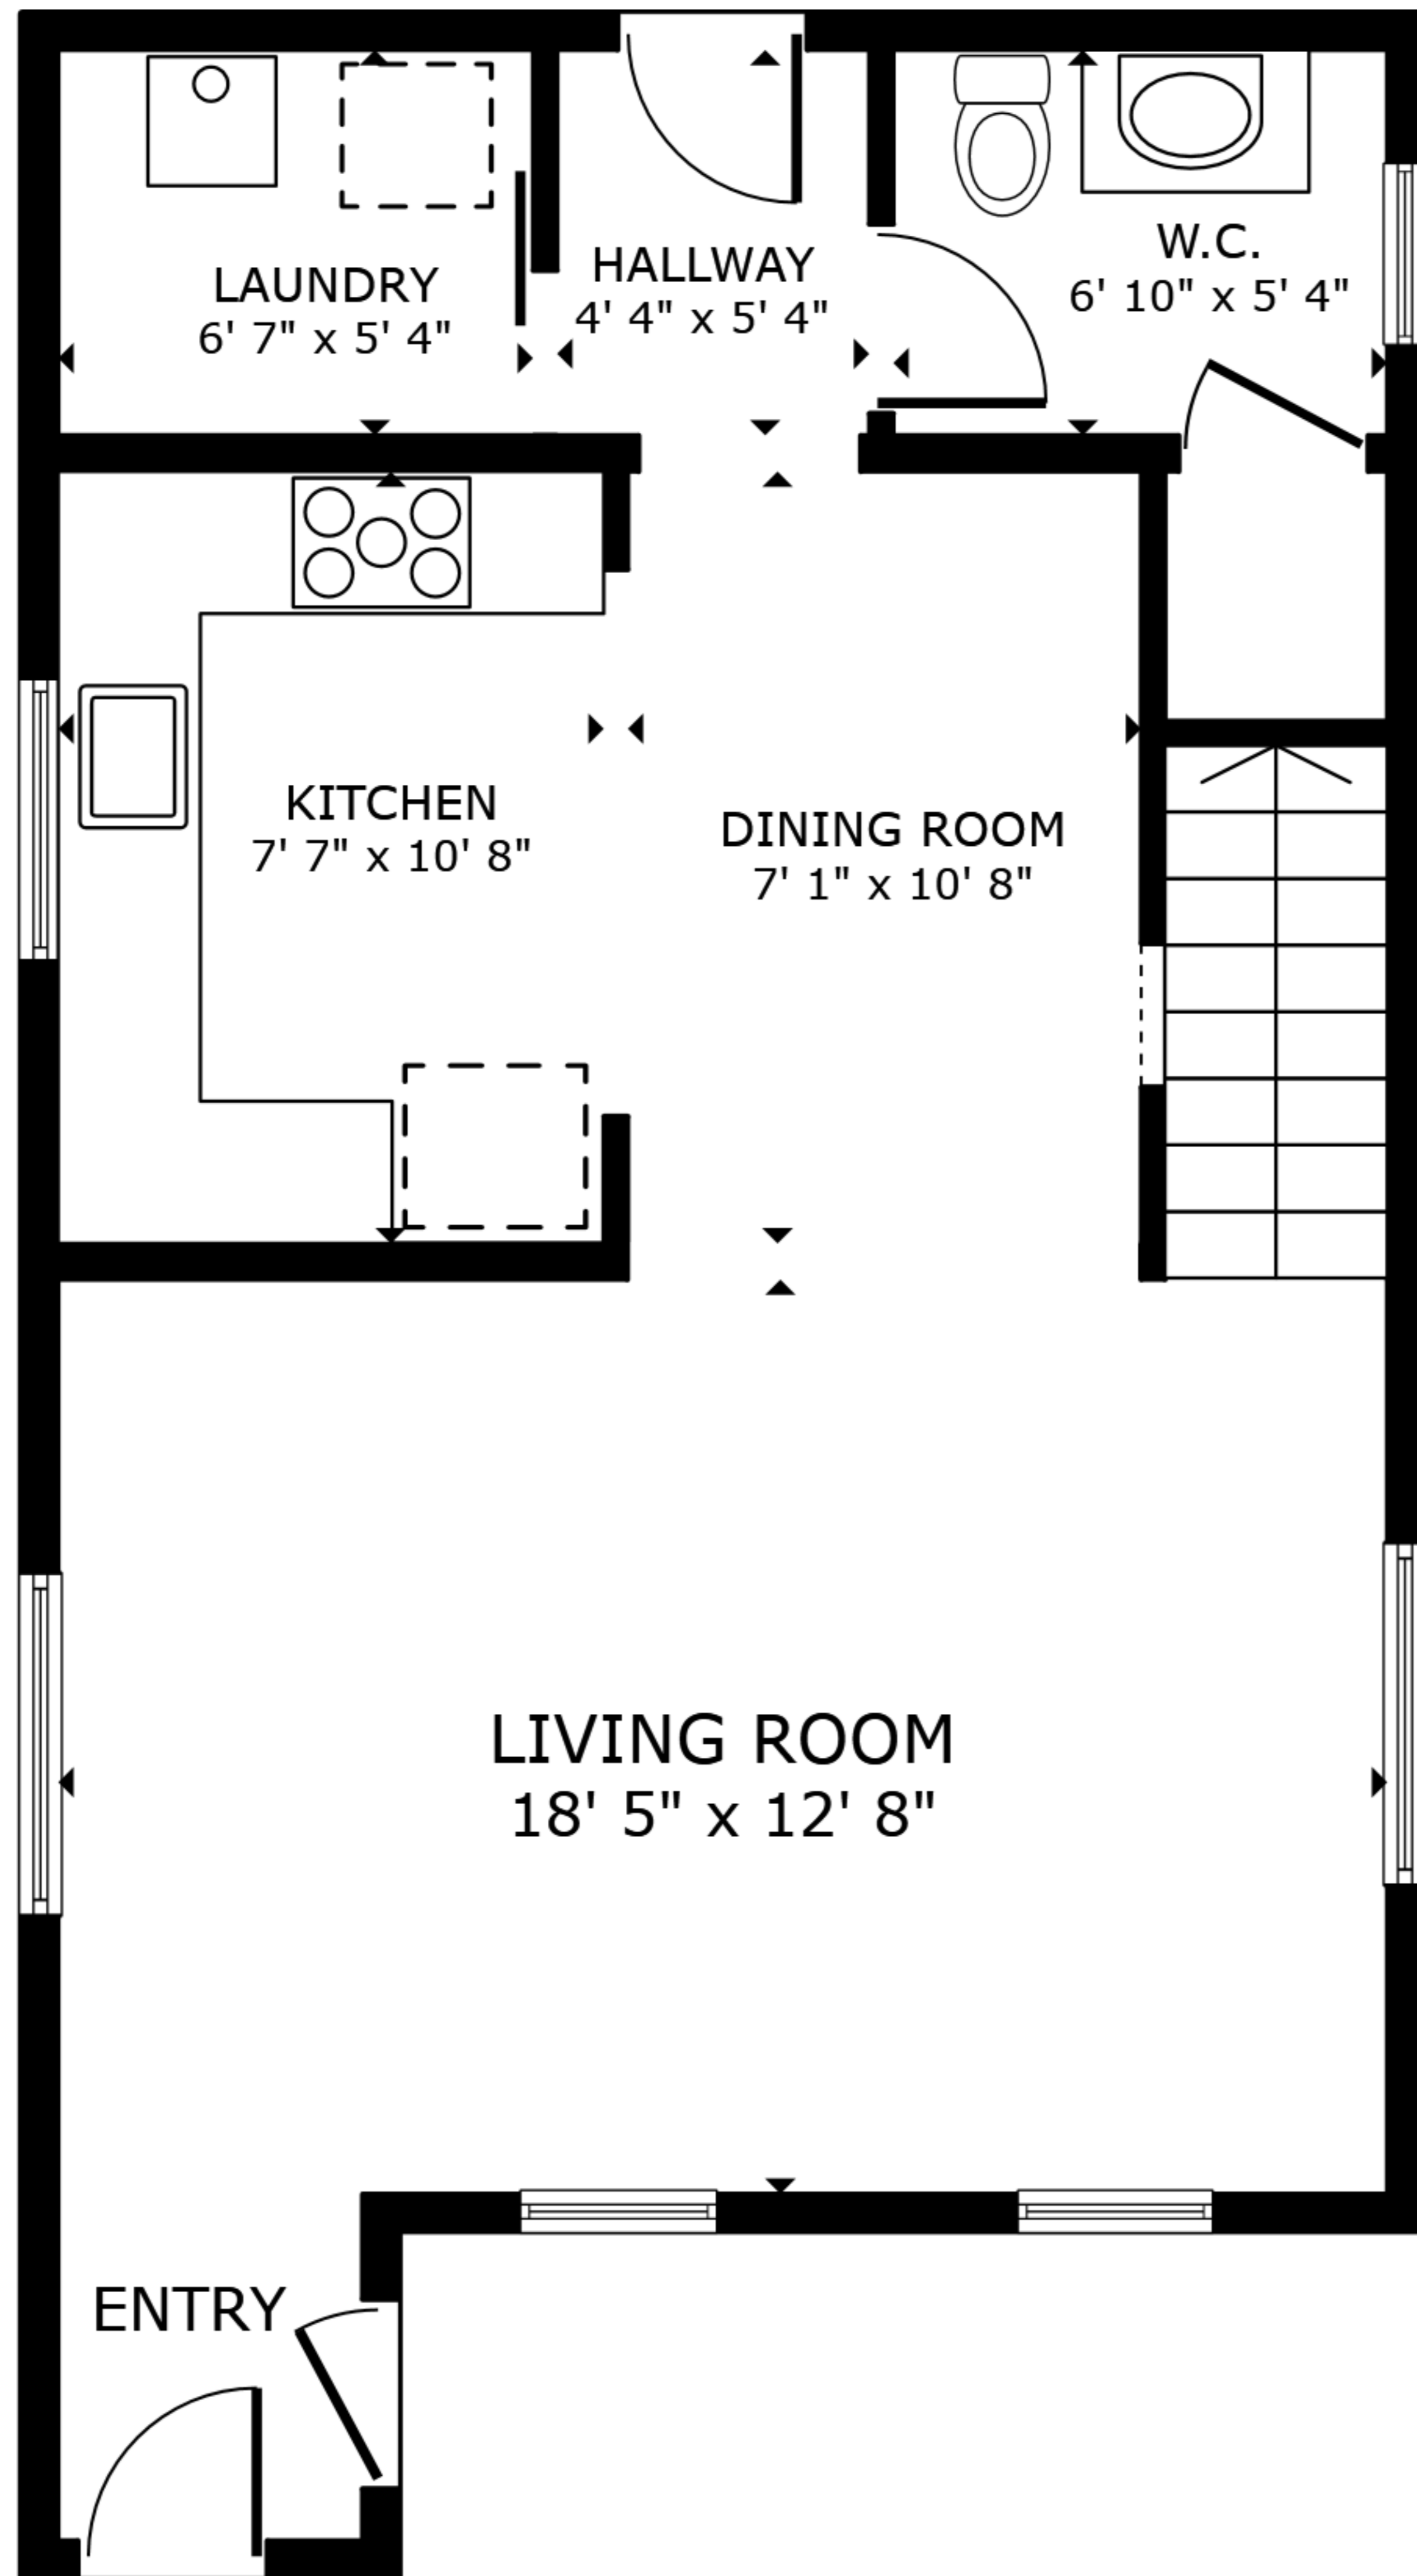 LAUNDRY
6' 7" x 5' 4"
HALLWAY
4' 4" x 5' 4"
W.C.
6' 10" x 5' 4"
KITCHEN
7' 7" x 10' 8"
DINING ROOM
7' 1" x 10' 8"
LIVING ROOM
18' 5" x 12' 8"
ENTRY